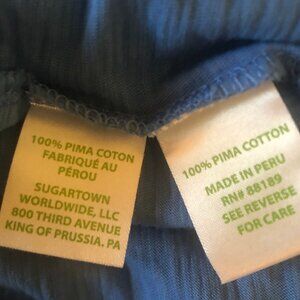 100% PIMA COTON
FABRIQUÉ AU
PÉROU
SUGARTOWN
WORLDWIDE, LLC
800 THIRD AVENUE
KING OF PRUSSIA, PA
100% PIMA COTTON
MADE IN PERU
RN# 88189
SEE REVERSE
FOR CARE